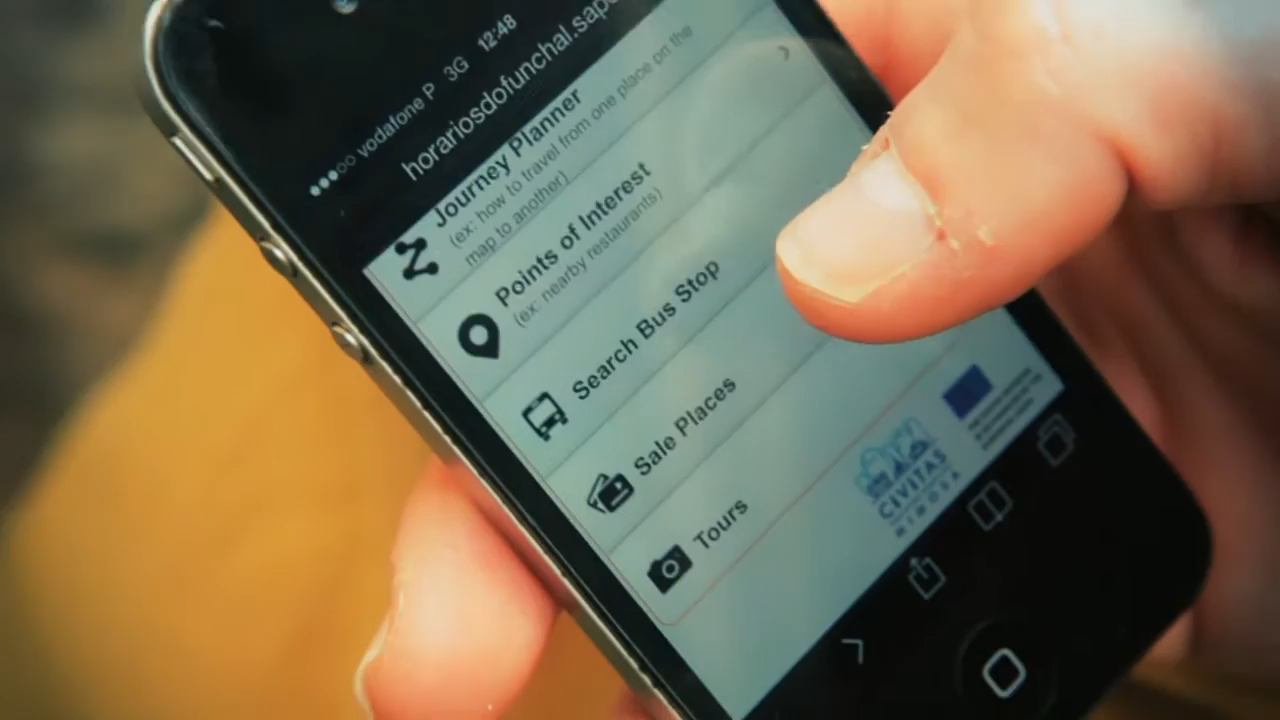 vodafone P 3G 12:48
horariosdofunchal.sapo
Journey Planner
(ex: how to travel from one place on the
map to another)
Points of Interest
(ex: nearby restaurants)
Search Bus Stop
Sale Places
Tours
CIVITAS
MIMOSA